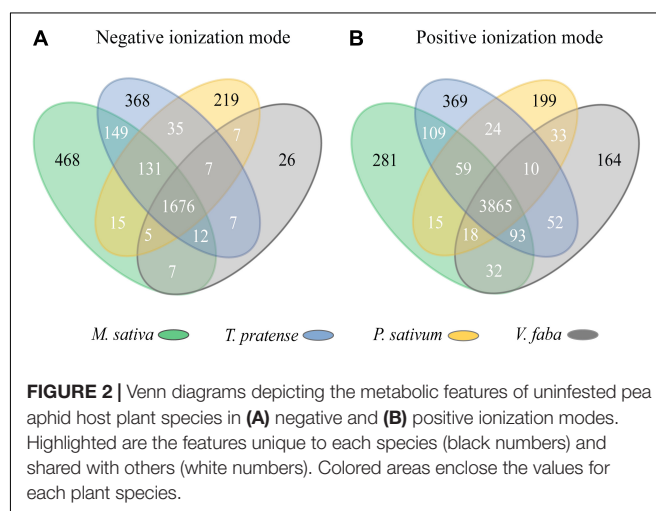 A Negative ionization mode
B Positive ionization mode
368 219
149 35 7
468 131 7 26
1676
15 5 12 7
7
369 199
109 24 33
281 59 10 164
3865
15 18 93 52
32
M. sativa T. pratense P. sativum V. faba
FIGURE 2 | Venn diagrams depicting the metabolic features of uninfested pea
aphid host plant species in (A) negative and (B) positive ionization modes.
Highlighted are the features unique to each species (black numbers) and
shared with others (white numbers). Colored areas enclose the values for
each plant species.